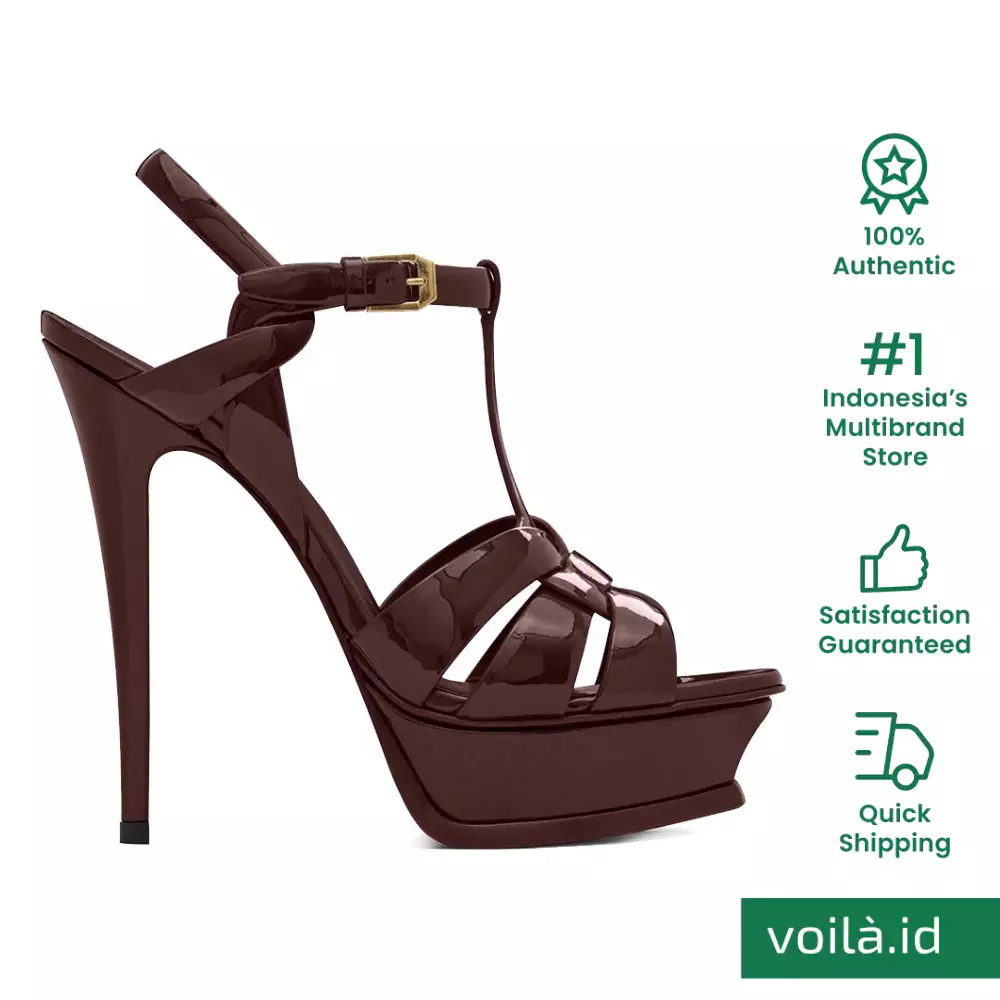 100%
Authentic
#1
Indonesia's
Multibrand
Store
Satisfaction
Guaranteed
Quick
Shipping
voilà.id